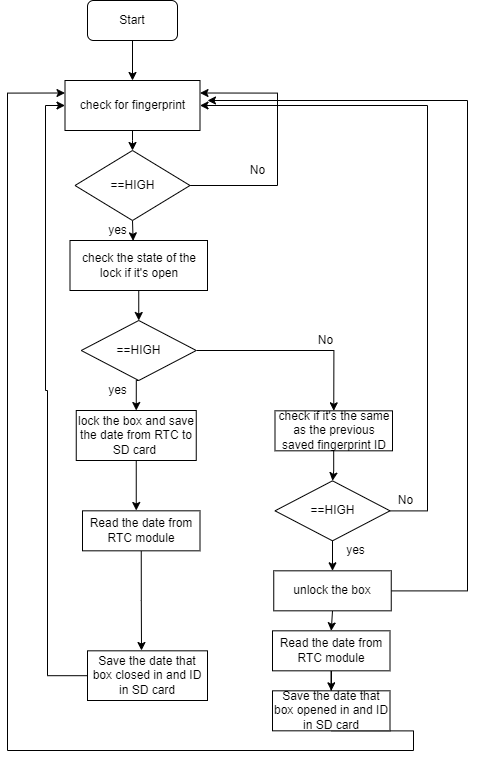 Start
check for fingerprint
==HIGH
No
yes
check the state of the
lock if it's open
==HIGH
No
yes
lock the box and save
the date from RTC to
SD card
check if it's the same
as the previous
saved fingerprint ID
Read the date from
RTC module
==HIGH
No
yes
unlock the box
Read the date from
RTC module
Save the date that
box closed in and ID
in SD card
Save the date that
box opened in and ID
in SD card